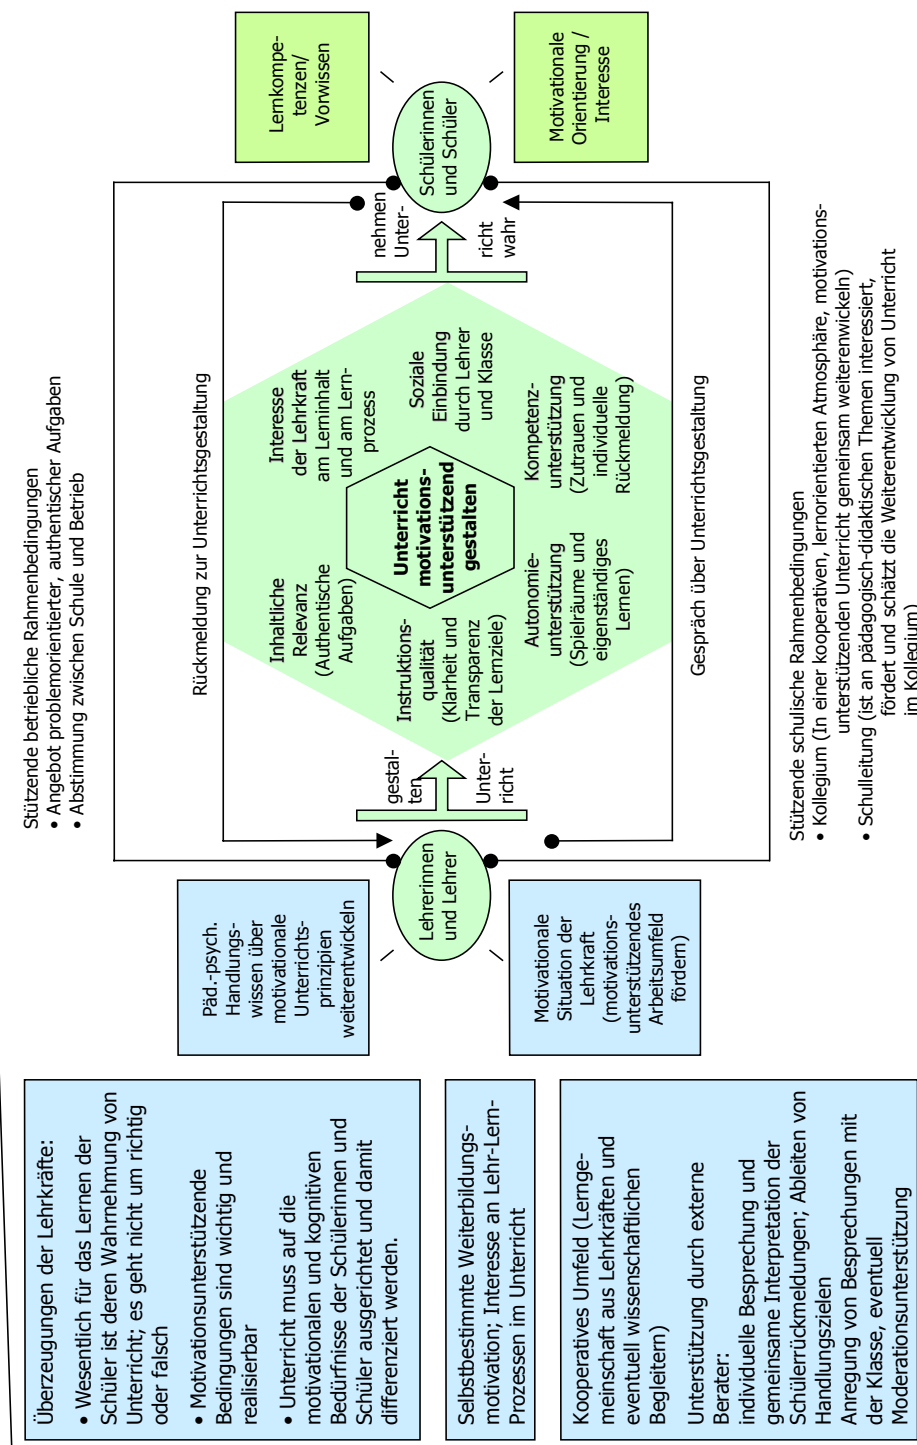 Überzeugungen der Lehrkräfte:
• Wesentlich für das Lernen der
Schüler ist deren Wahrnehmung von
Unterricht; es geht nicht um richtig
oder falsch
• Motivationsunterstützende
Bedingungen sind wichtig und
realisierbar
• Unterricht muss auf die
motivationalen und kognitiven
Bedürfnisse der Schülerinnen und
Schüler ausgerichtet und damit
differenziert werden.
Selbstbestimmte Weiterbildungs-
motivation; Interesse an Lehr-Lern-
Prozessen im Unterricht
Kooperatives Umfeld (Lernge-
meinschaft aus Lehrkräften und
eventuell wissenschaftlichen
Begleitern)
Unterstützung durch externe
Berater:
individuelle Besprechung und
gemeinsame Interpretation der
Schülerrückmeldungen; Ableiten von
Handlungszielen
Anregung von Besprechungen mit
der Klasse, eventuell
Moderationsunterstützung
Päd.-psych.
Handlungs-
wissen über
motivationale
Unterrichts-
prinzipien
weiterentwickeln
Lehrerinnen
und Lehrer
Motivationale
Situation der
Lehrkraft
(motivations-
unterstützendes
Arbeitsumfeld
fördern)
Stützende betriebliche Rahmenbedingungen
• Angebot problemorientierter, authentischer Aufgaben
• Abstimmung zwischen Schule und Betrieb
Rückmeldung zur Unterrichtsgestaltung
gestal-
ten
Unter-
richt
Inhaltliche
Relevanz
(Authentische
Aufgaben)
Interesse
der Lehrkraft
am Lerninhalt
und am Lern-
prozess
Instruktions-
qualität
(Klarheit und
Transparenz
der Lernziele)
Unterricht
motivations-
unterstützend
gestalten
Soziale
Einbindung
durch Lehrer
und Klasse
Autonomie-
unterstützung
(Spielräume und
eigenständiges
Lernen)
Kompetenz-
unterstützung
(Zutrauen und
individuelle
Rückmeldung)
nehmen
Unter-
richt
wahr
Gespräch über Unterrichtsgestaltung
Lernkompe-
tenzen/
Vorwissen
Schülerinnen
und Schüler
Motivationale
Orientierung /
Interesse
Stützende schulische Rahmenbedingungen
• Kollegium (In einer kooperativen, lernorientierten Atmosphäre, motivations-
unterstützenden Unterricht gemeinsam weiterenwickeln)
• Schulleitung (ist an pädagogisch-didaktischen Themen interessiert,
fördert und schätzt die Weiterentwicklung von Unterricht
im Kollegium)